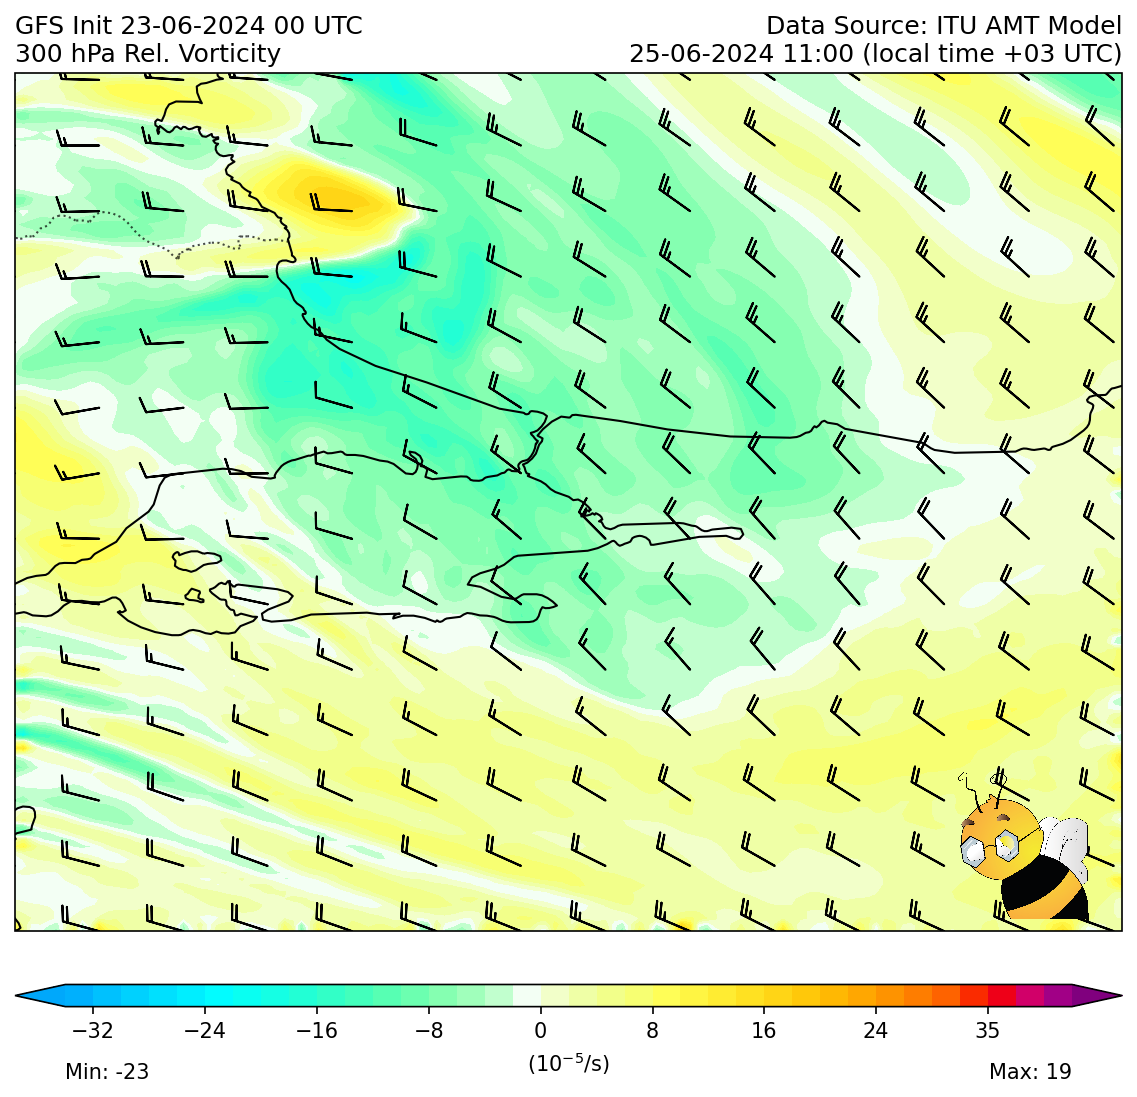 GFS Init 23-06-2024 00 UTC
Data Source: ITU AMT Model
300 hPa Rel. Vorticity
25-06-2024 11:00 (local time +03 UTC)
−32 −24 −16 −8 0 8 16 24 35
(10⁻⁵/s)
Min: -23
Max: 19